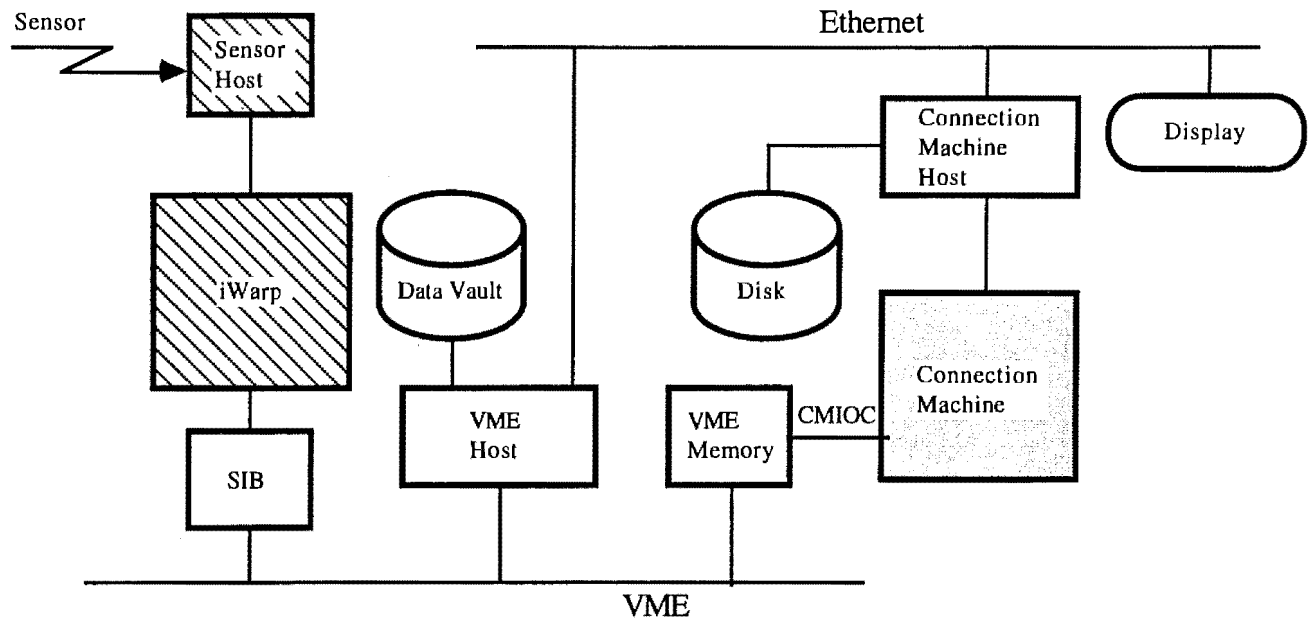 Sensor
Ethernet
Sensor
Host
Connection
Machine
Host
Display
iWarp
Data Vault
Disk
Connection
Machine
VME
Host
VME
Memory
CMIOC
SIB
VME